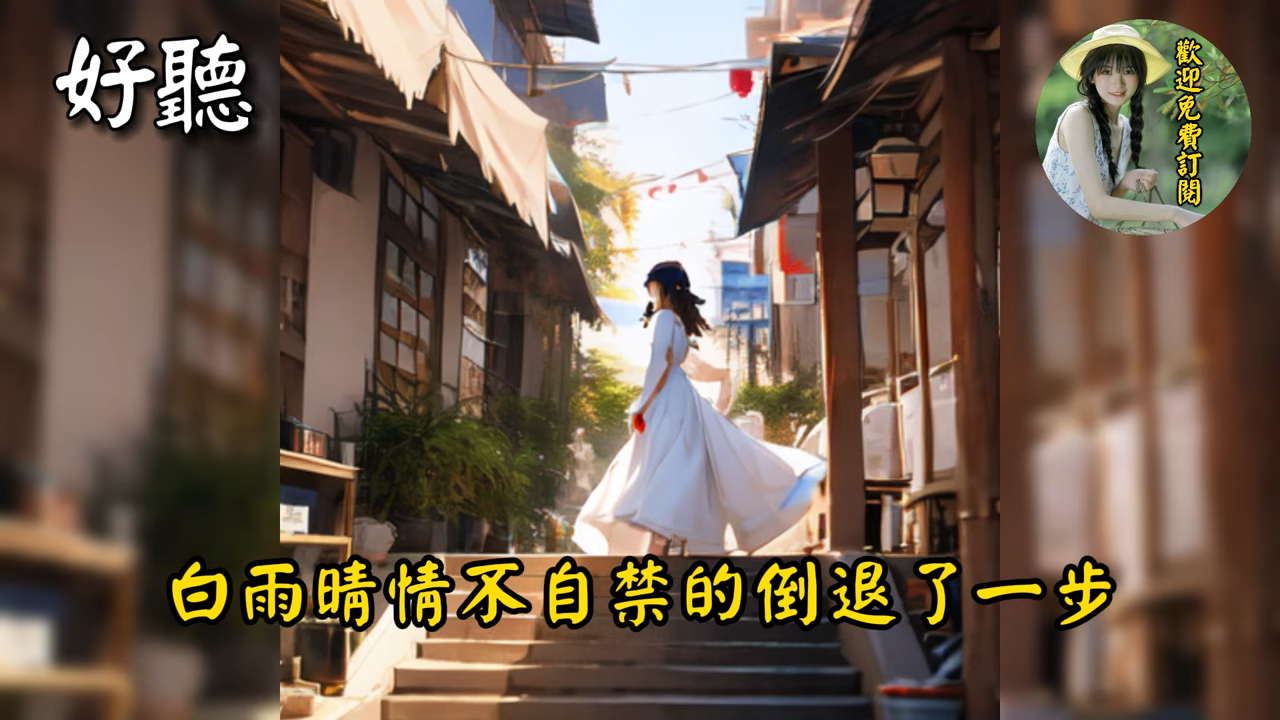 好聽
歡迎免費訂閱
白雨晴情不自禁的倒退了一步